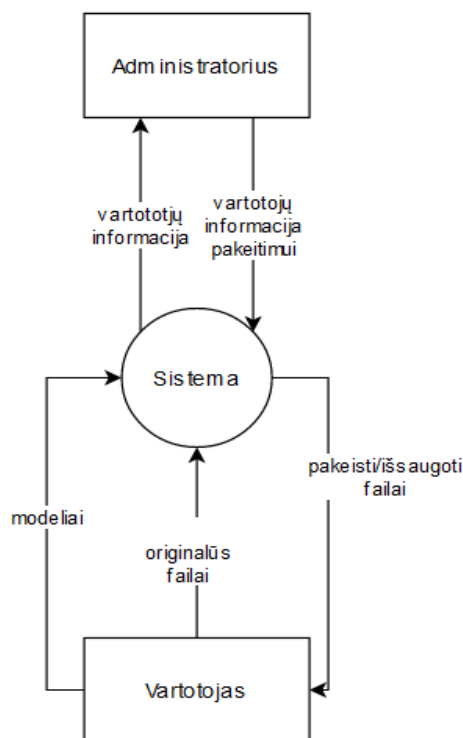 Administratorius
vartototjų
informacija
vartotojų
informacija
pakeitimui
Sistema
pakeisti/išsaugoti
failai
modeliai
originalūs
failai
Vartotojas